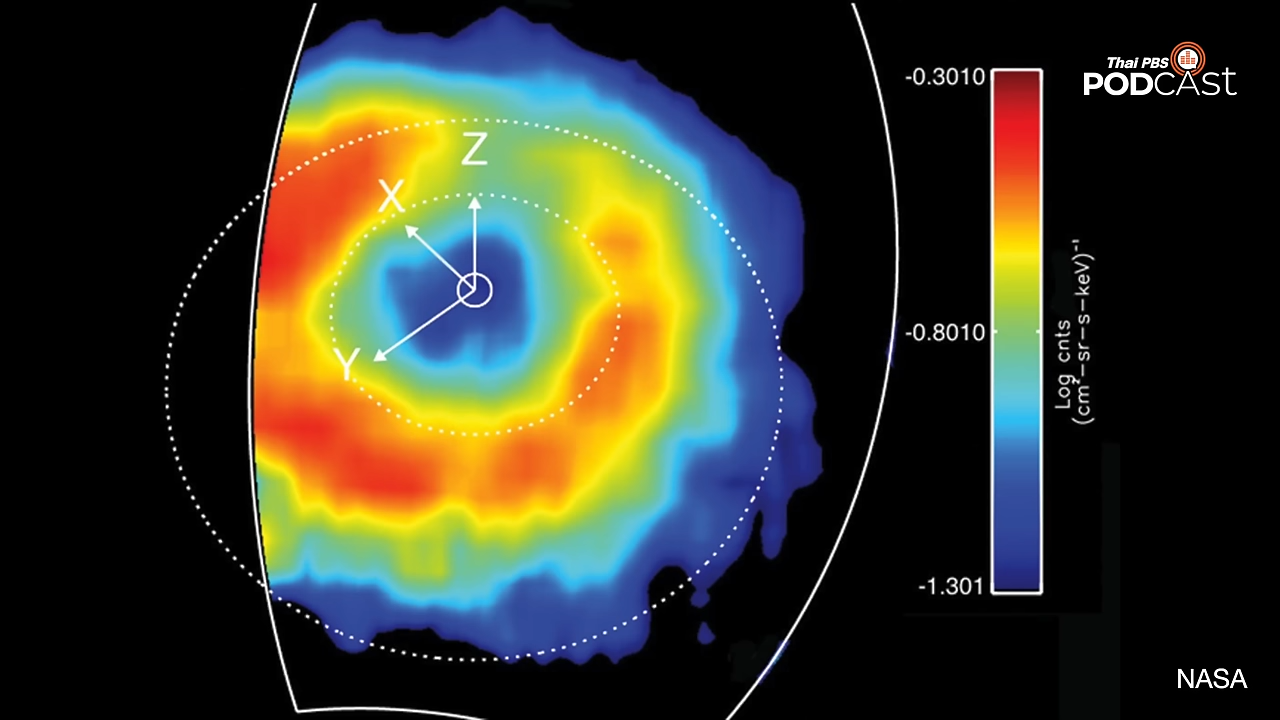 Thai PBS
PODCAST
-0.3010
-0.8010
-1.301
Log cnts
(cm²-sr-s-keV)⁻¹
Z
X
Y
NASA